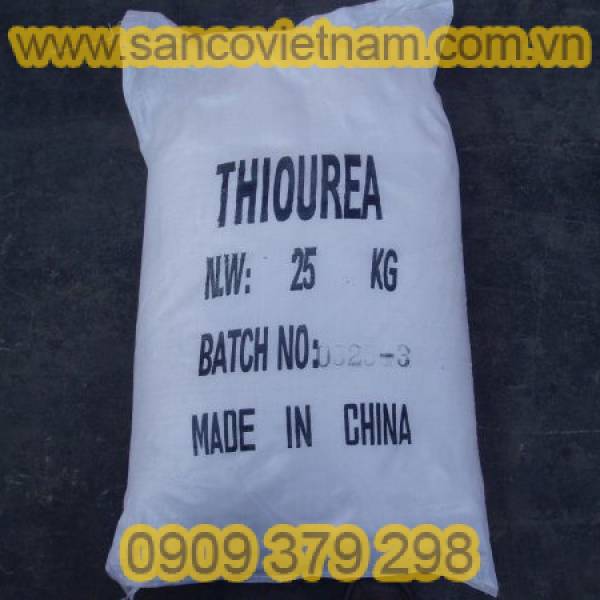 www.sancovietnam.com.vn
THIOUREA
N.W: 25 KG
BATCH NO:
MADE IN CHINA
0909 379 298